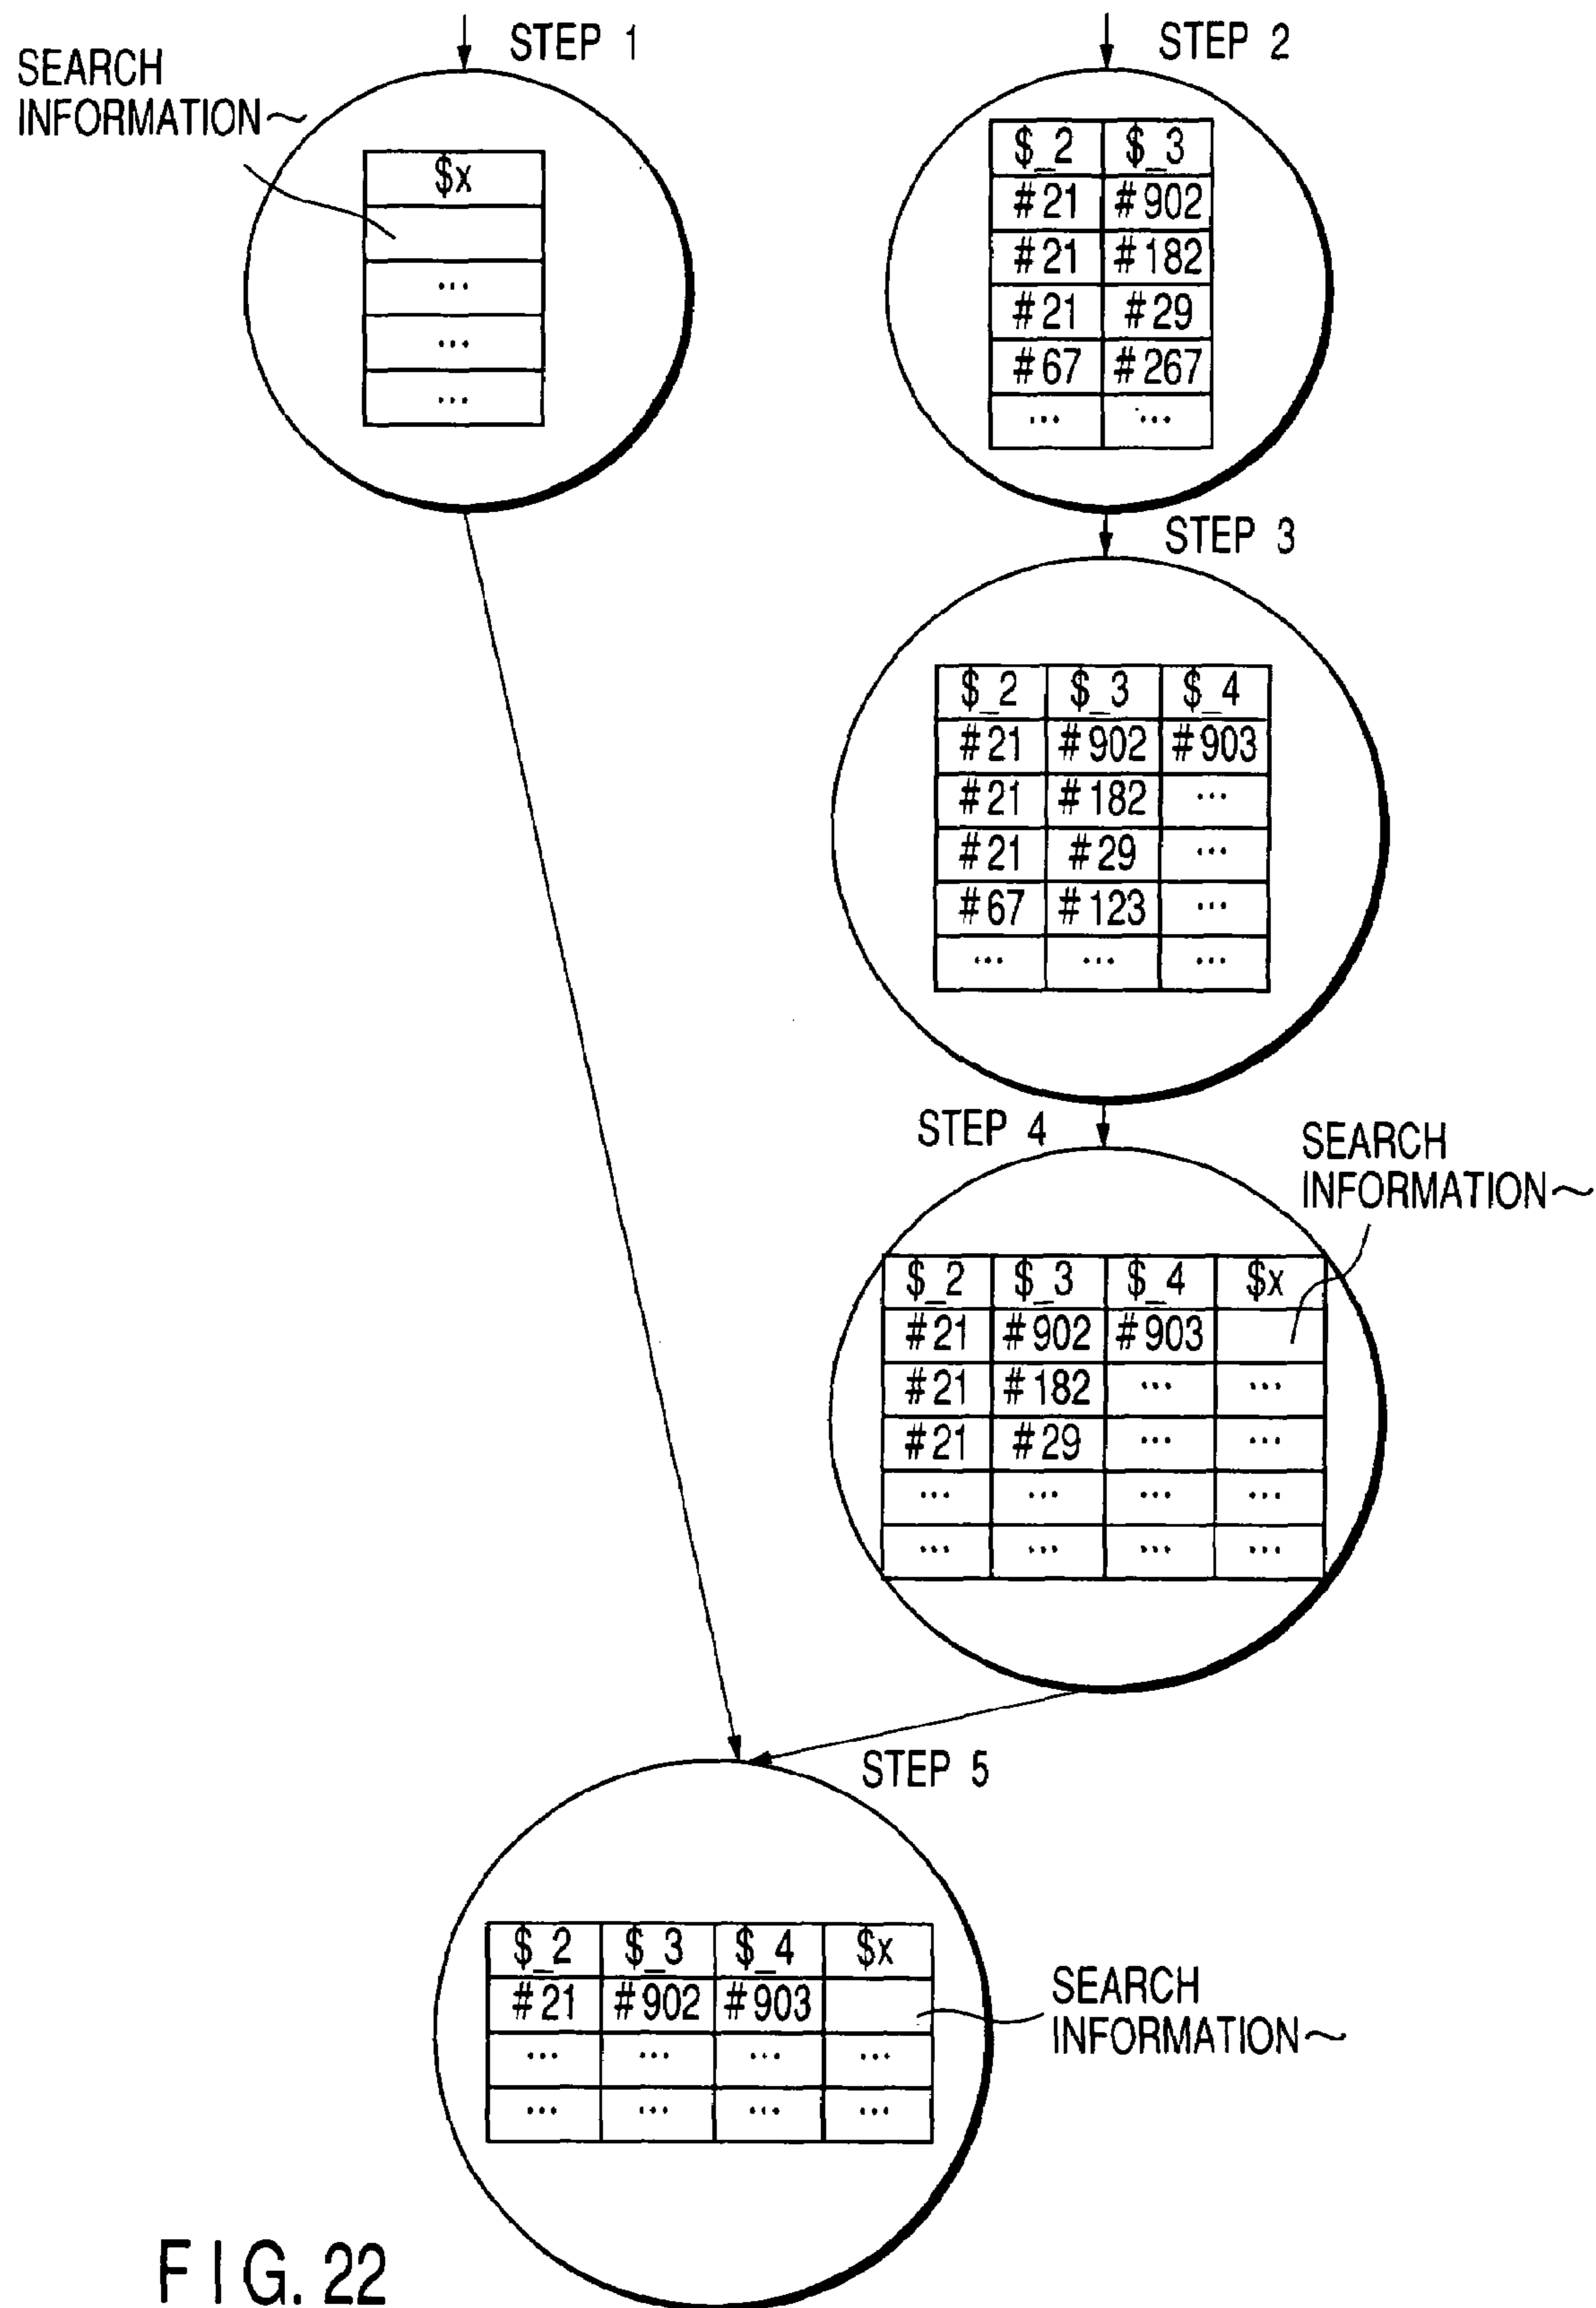 STEP 1
SEARCH
INFORMATION~
$x
...
...
...
STEP 2
$_2 $_3
#21 #902
#21 #182
#21 #29
#67 #267
... ...
STEP 3
$_2 $_3 $_4
#21 #902 #903
#21 #182 ...
#21 #29 ...
#67 #123 ...
... ... ...
STEP 4
SEARCH
INFORMATION~
$_2 $_3 $_4 $x
#21 #902 #903
#21 #182 ... ...
#21 #29 ... ...
... ... ... ...
... ... ... ...
STEP 5
$_2 $_3 $_4 $x
#21 #902 #903
... ... ... ...
... ... ... ...
SEARCH
INFORMATION~
FIG. 22